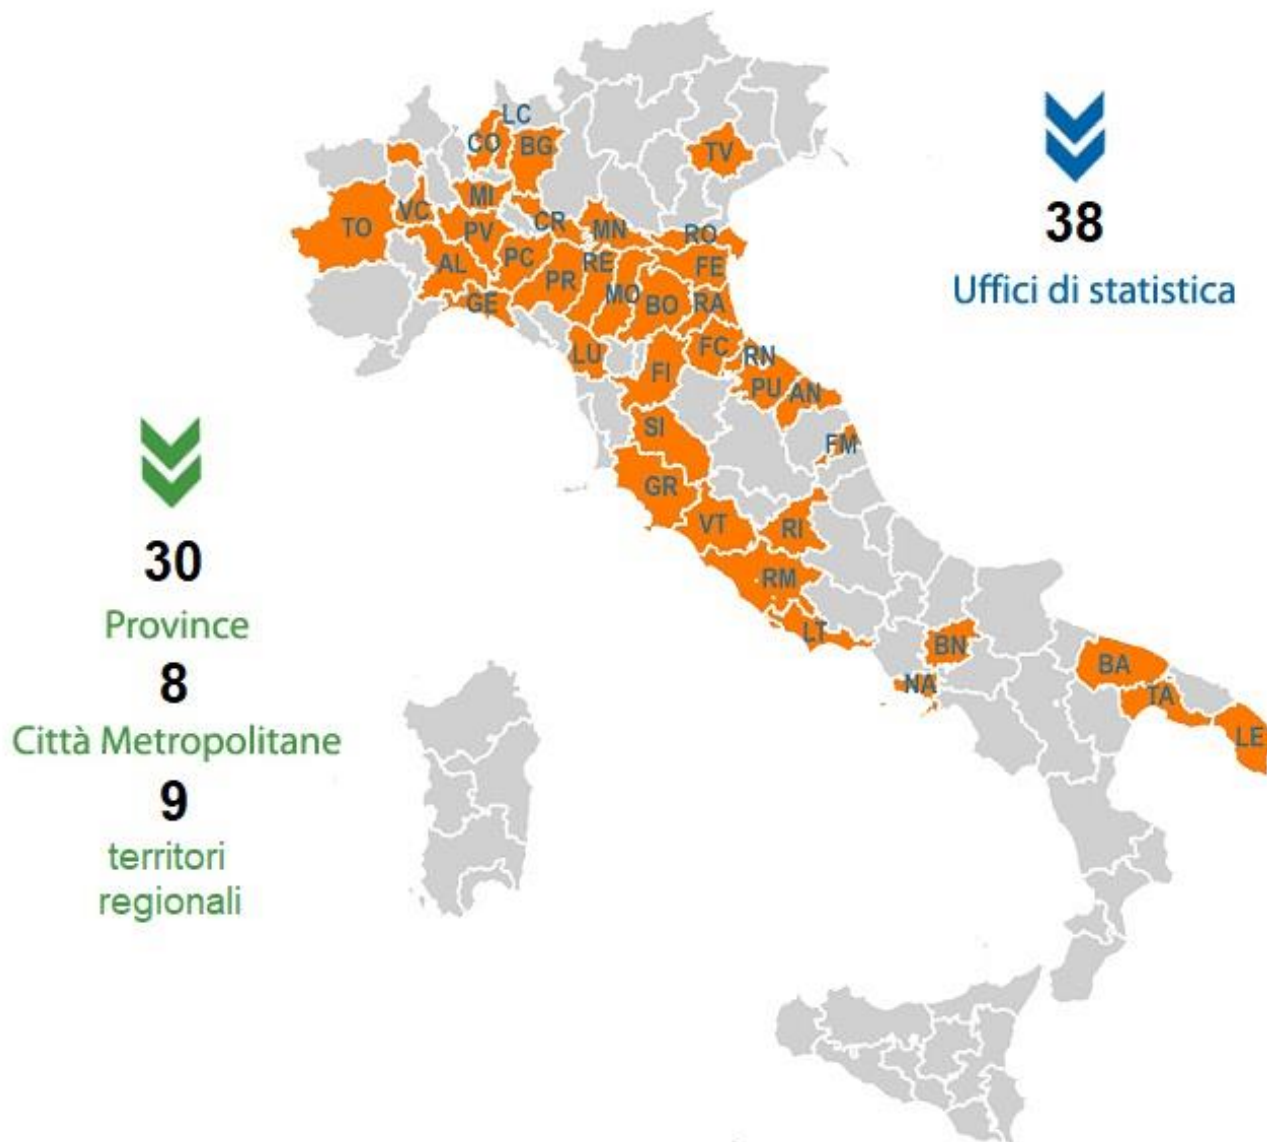 LC
CO
BG
TV
TO
VC
MI
PV
CR
MN
RO
AL
PC
PR
RE
FE
GE
MO
BO
RA
LU
FI
FC
RN
PU
AN
SI
FM
GR
VT
RI
RM
LT
BN
NA
BA
TA
LE
38
Uffici di statistica
30
Province
8
Città Metropolitane
9
territori
regionali